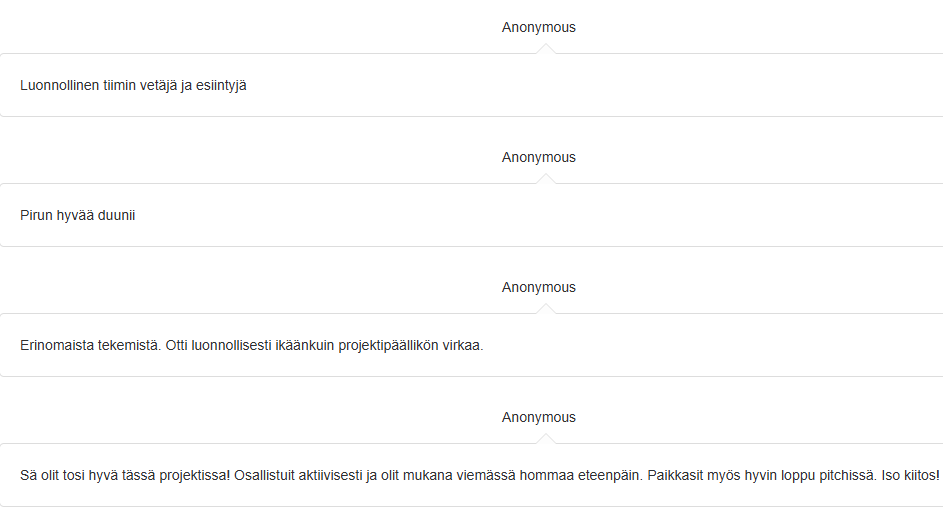 Anonymous
Luonnollinen tiimin vetäjä ja esiintyjä
Anonymous
Pirun hyvää duunii
Anonymous
Erinomaista tekemistä. Otti luonnollisesti ikäänkuin projektipäällikön virkaa.
Anonymous
Sä olit tosi hyvä tässä projektissa! Osallistuit aktiivisesti ja olit mukana viemässä hommaa eteenpäin. Paikkasit myös hyvin loppu pitchissä. Iso kiitos!